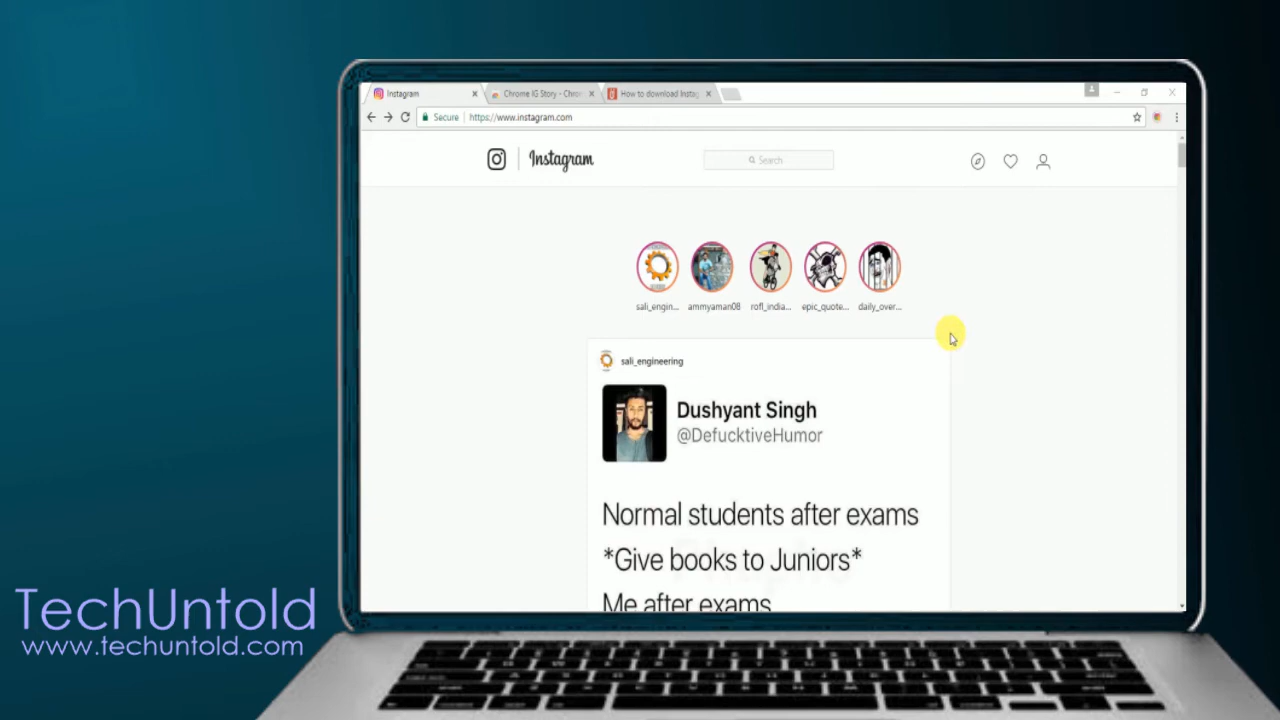 Instagram
Chrome IG Story - Chro
How to download Insta
Secure
https://www.instagram.com
Instagram
Search
sali_engin...
ammyaman08
rofl_india...
epic_quote...
daily_over...
sali_engineering
Dushyant Singh
@DefucktiveHumor
Normal students after exams
*Give books to Juniors*
Me after exams
TechUntold
www.techuntold.com